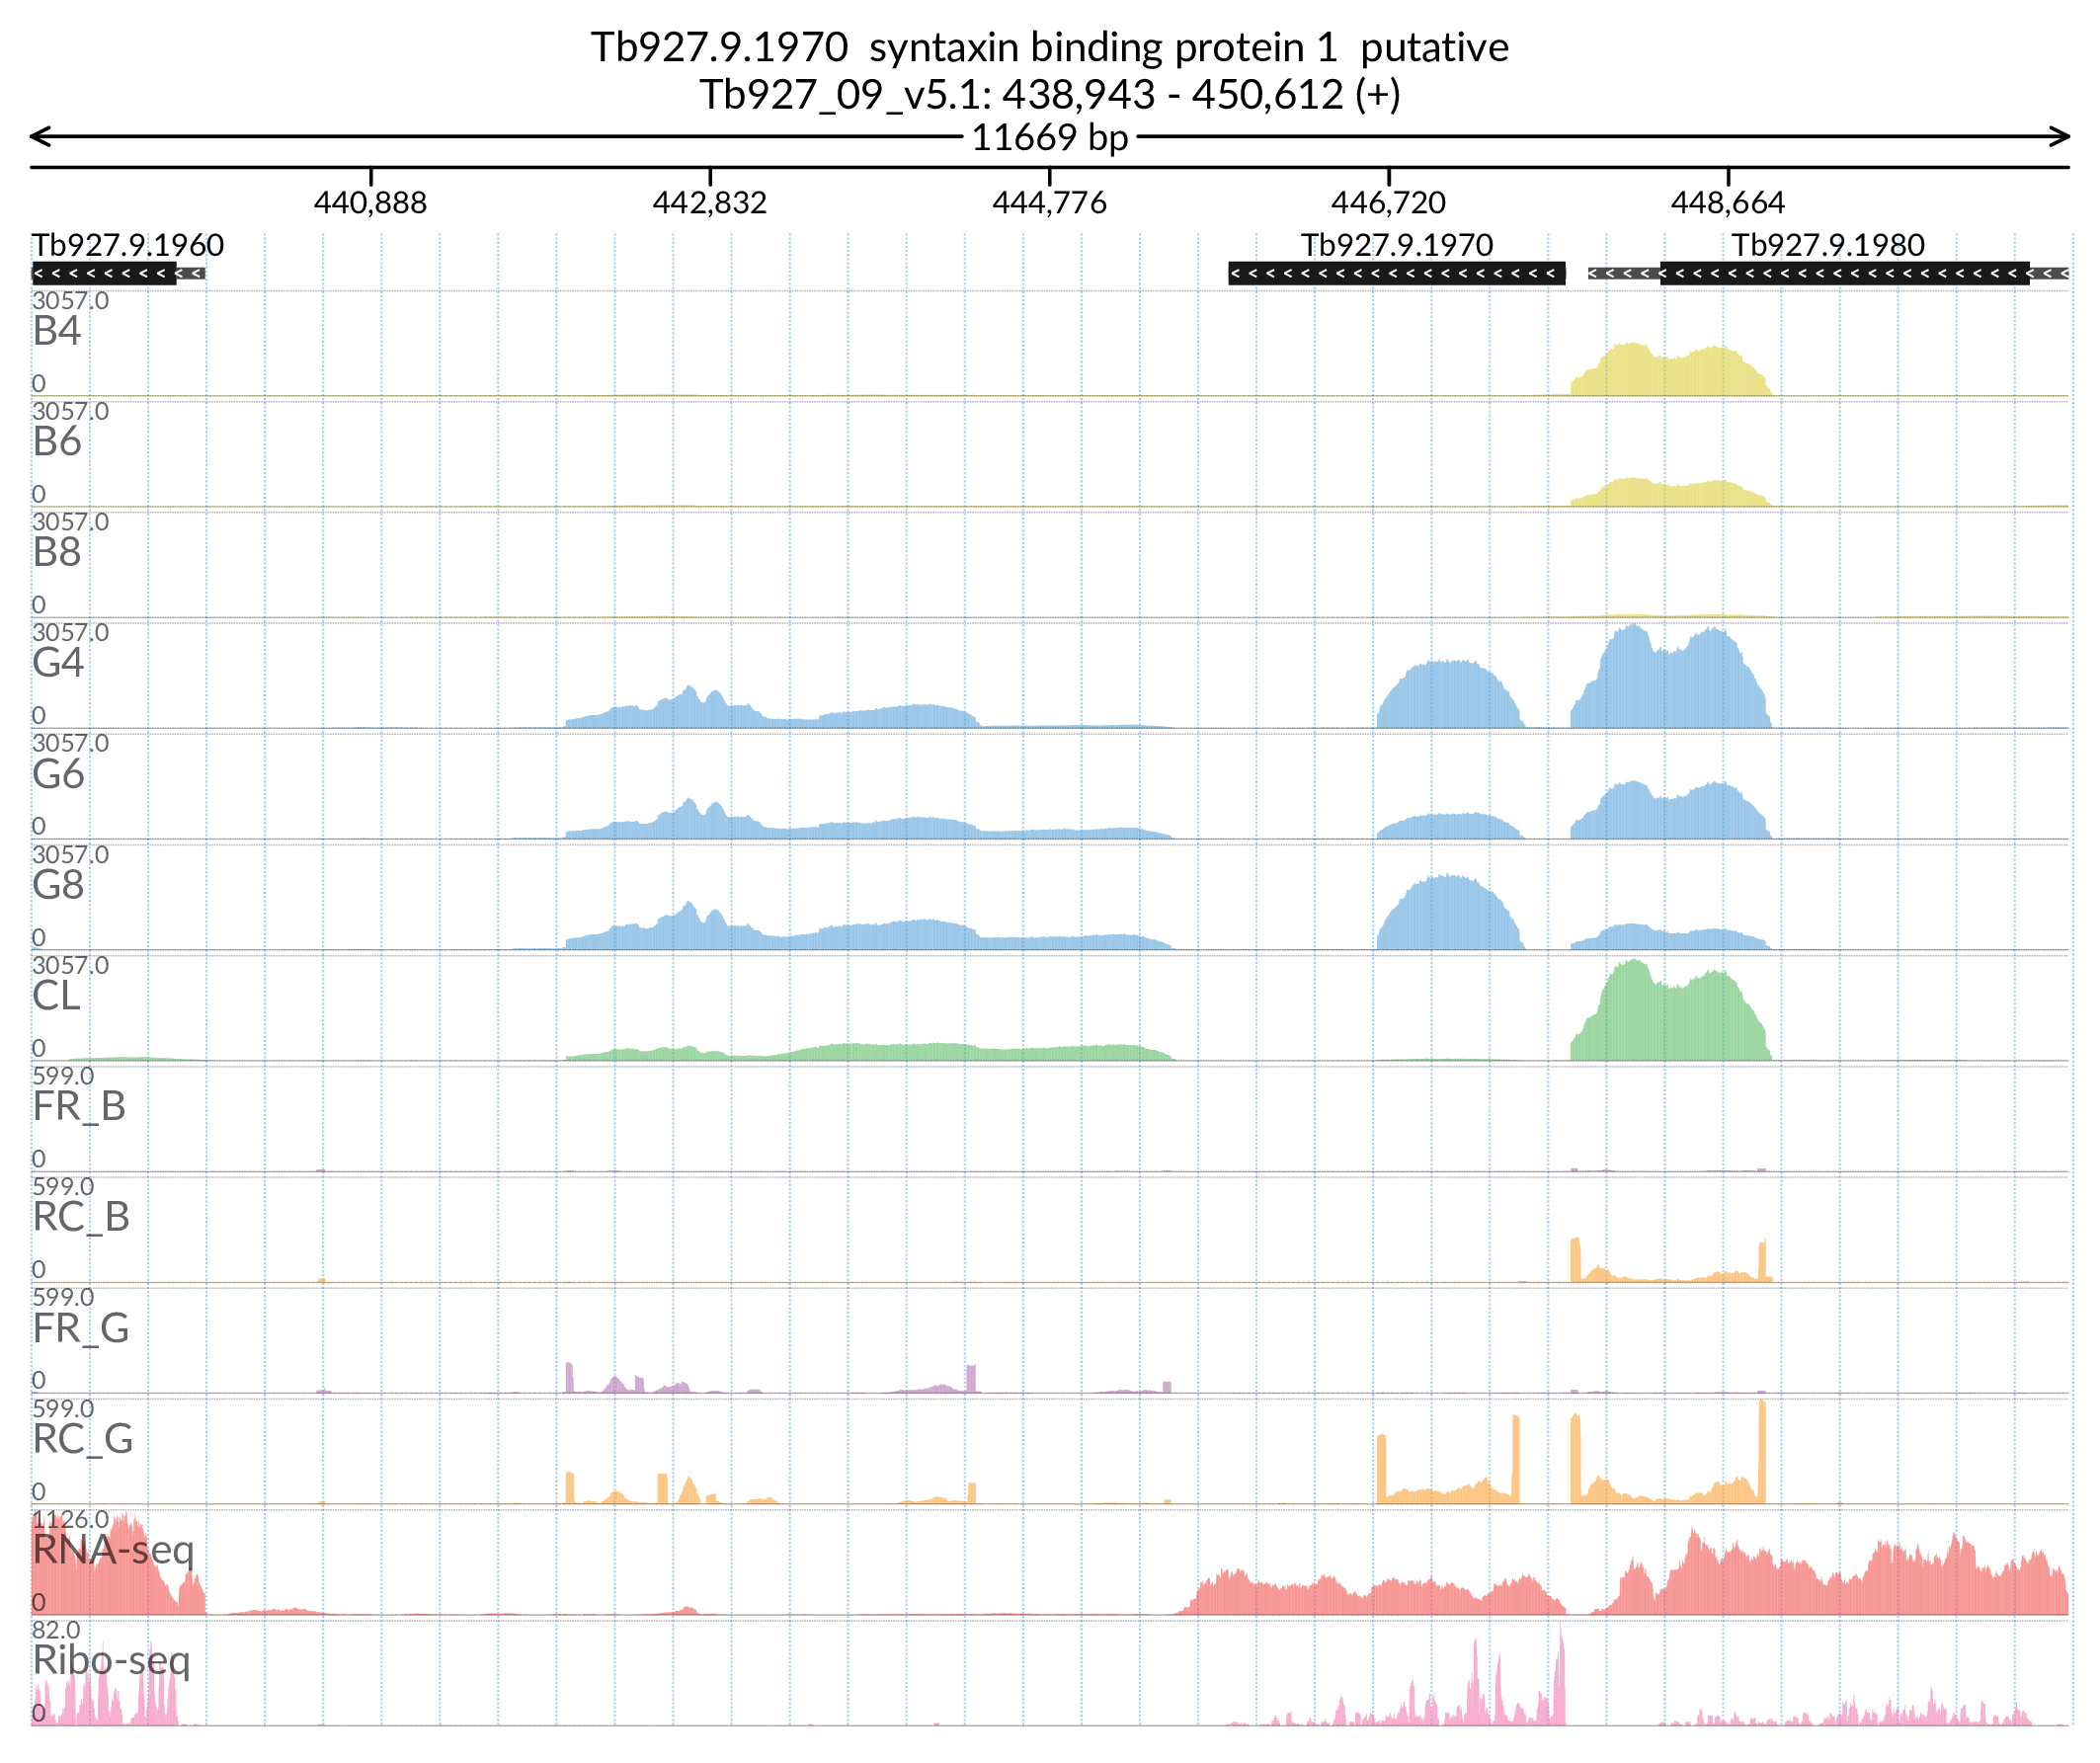 Tb927.9.1970  syntaxin binding protein 1  putative
Tb927_09_v5.1: 438,943 - 450,612 (+)
11669 bp
440,888 442,832 444,776 446,720 448,664
Tb927.9.1960 Tb927.9.1970 Tb927.9.1980
3057.0
B4
0
3057.0
B6
0
3057.0
B8
0
3057.0
G4
0
3057.0
G6
0
3057.0
G8
0
3057.0
CL
0
599.0
FR_B
0
599.0
RC_B
0
599.0
FR_G
0
599.0
RC_G
0
1126.0
RNA-seq
0
82.0
Ribo-seq
0